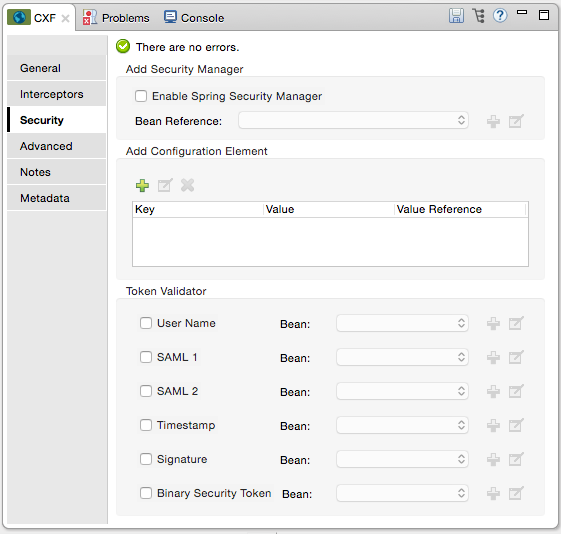 CXF Problems Console
There are no errors.
General
Interceptors
Security
Advanced
Notes
Metadata
Add Security Manager
Enable Spring Security Manager
Bean Reference:
Add Configuration Element
Key Value Value Reference
Token Validator
User Name Bean:
SAML 1 Bean:
SAML 2 Bean:
Timestamp Bean:
Signature Bean:
Binary Security Token Bean: